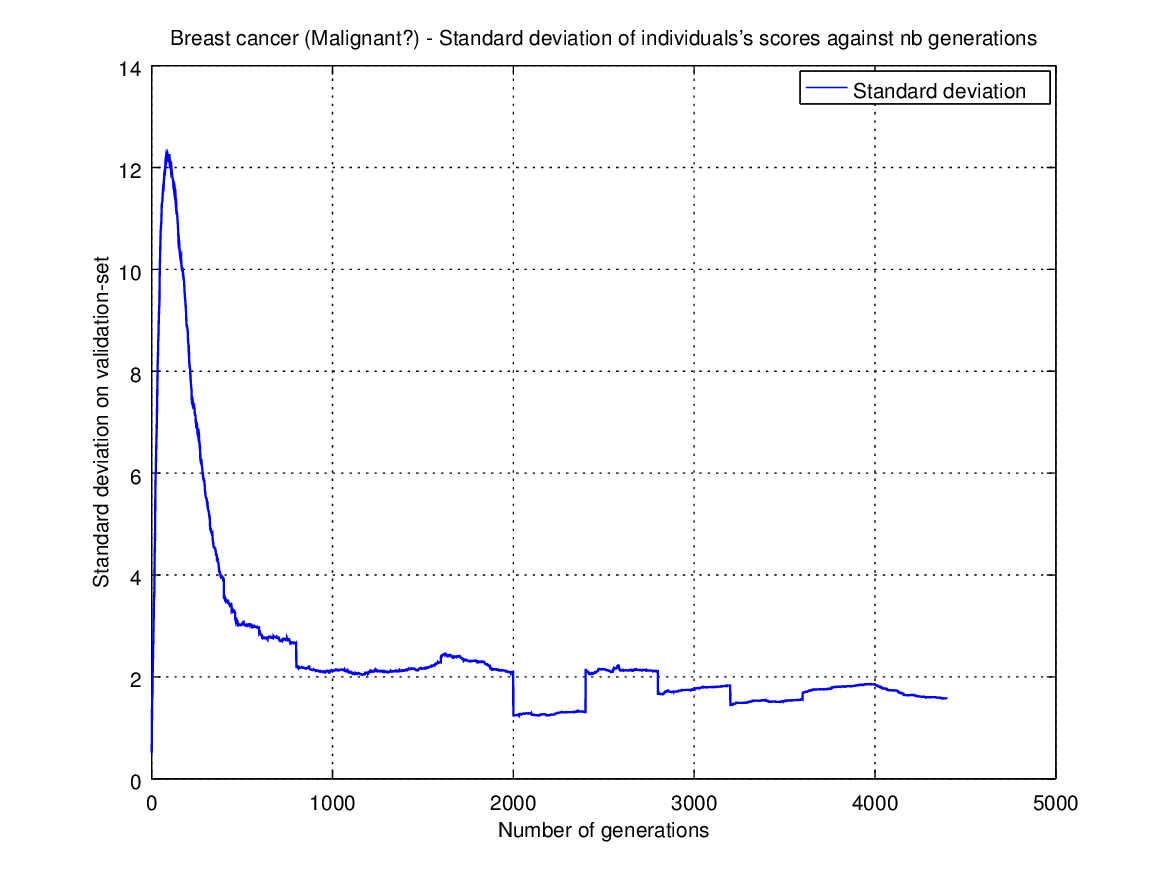 Breast cancer (Malignant?) - Standard deviation of individuals's scores against nb generations
14
Standard deviation
12
10
8
6
4
2
0
Standard deviation on validation-set
0 1000 2000 3000 4000 5000
Number of generations